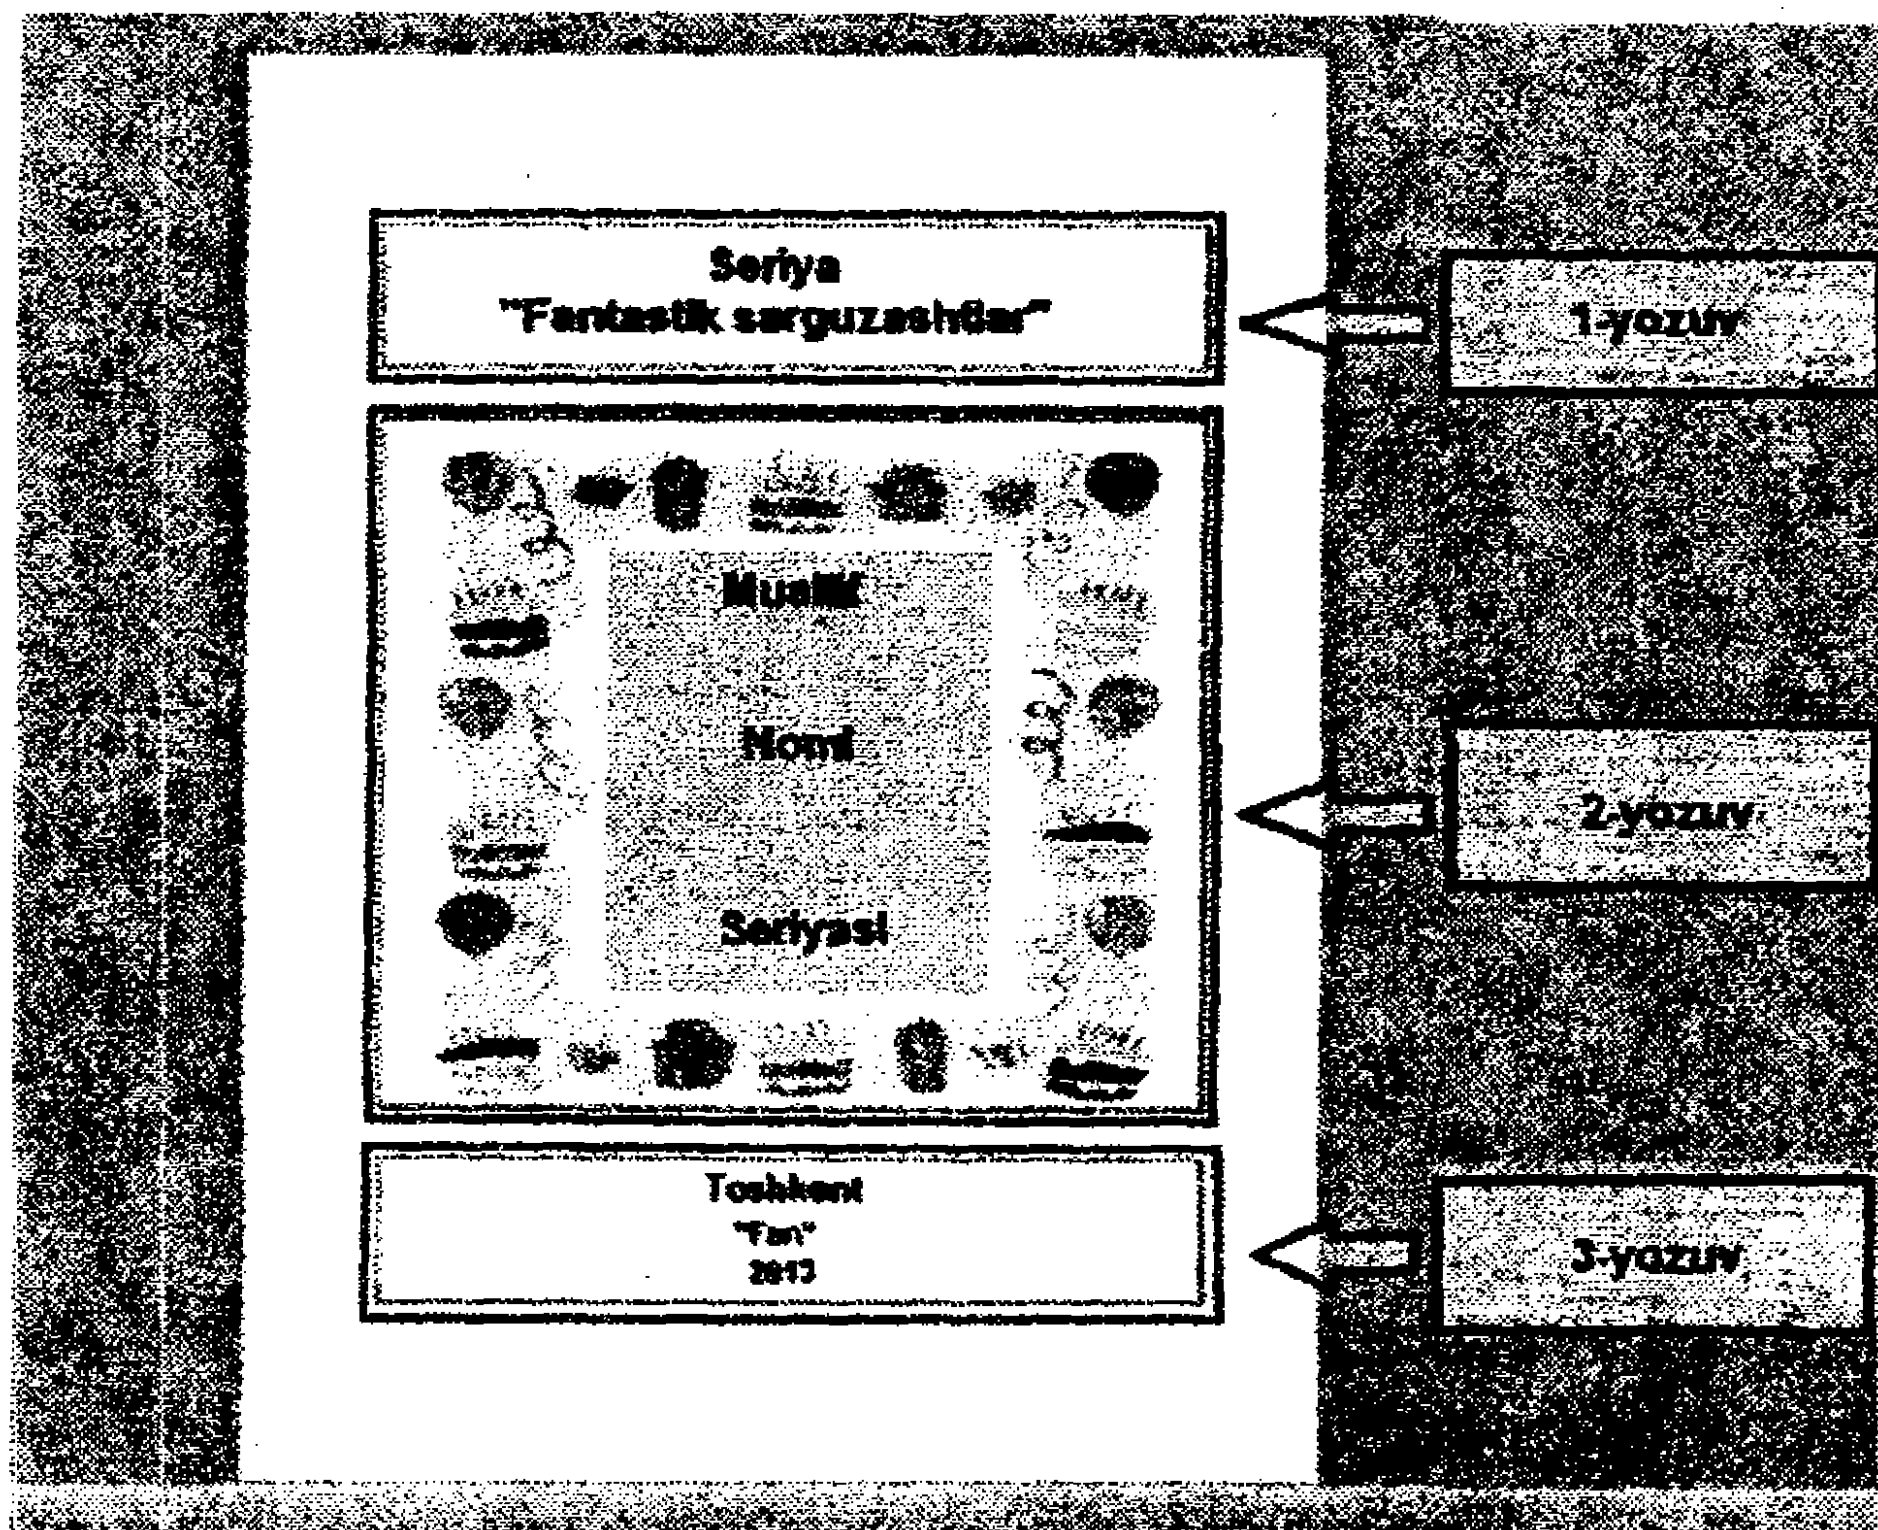 Seriya
"Fantastik sarguzashtlar"
1-yozuv
Muallif
Nomi
2-yozuv
Seriyasi
Toshkent
"Fan"
2013
3-yozuv